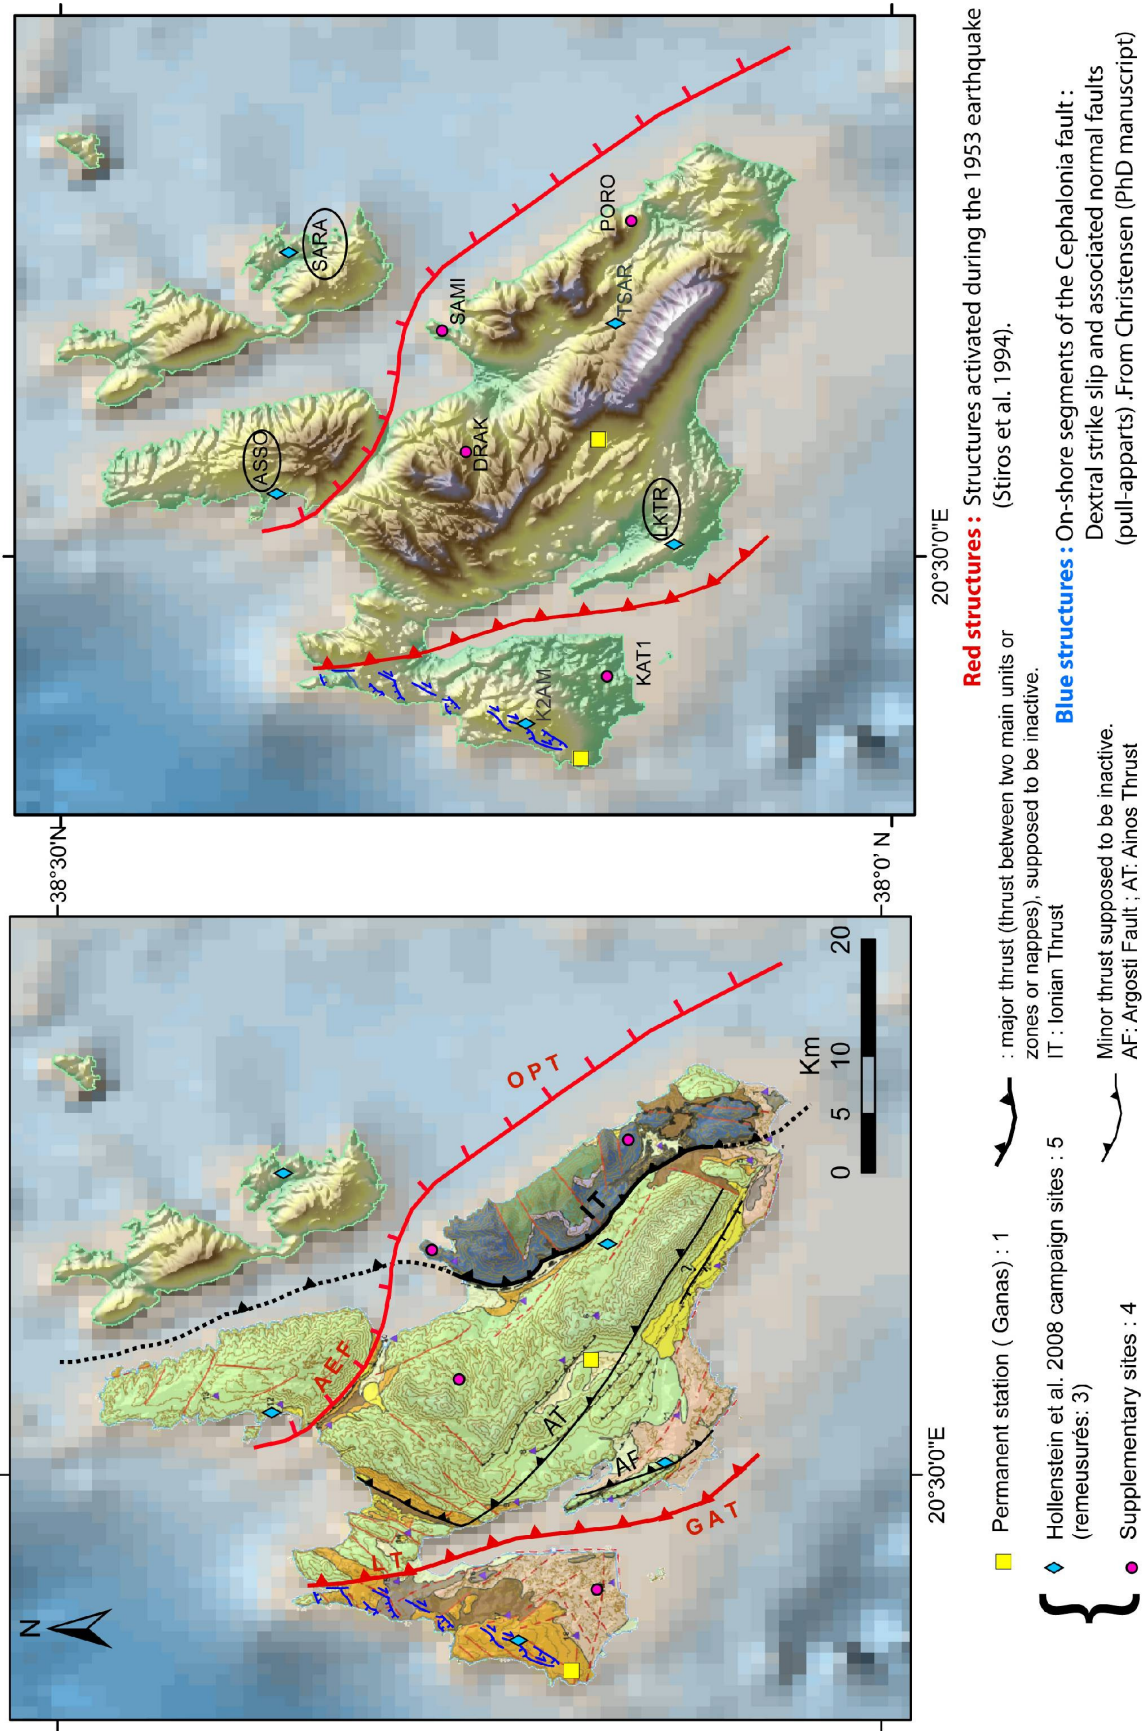 N
38°30'N
38°0' N
20°30'0"E
20°30'0"E
LT
AEF
OPT
IT
AT
AF
GAT
Km
0 5 10 20
ASSO
SARA
SAMI
DRAK
PORO
TSAR
LKTR
K2AM
KAT1
Permanent station ( Ganas) : 1
Hollenstein et al. 2008 campaign sites : 5
(remeusurés: 3)
Supplementary sites : 4
: major thrust (thrust between two main units or
zones or nappes), supposed to be inactive.
IT : Ionian Thrust
Minor thrust supposed to be inactive.
AF: Argosti Fault ; AT: Ainos Thrust
Red structures : Structures activated during the 1953 earthquake
(Stiros et al. 1994).
Blue structures : On-shore segments of the Cephalonia fault :
Dextral strike slip and associated normal faults
(pull-apparts) .From Christensen (PhD manuscript)